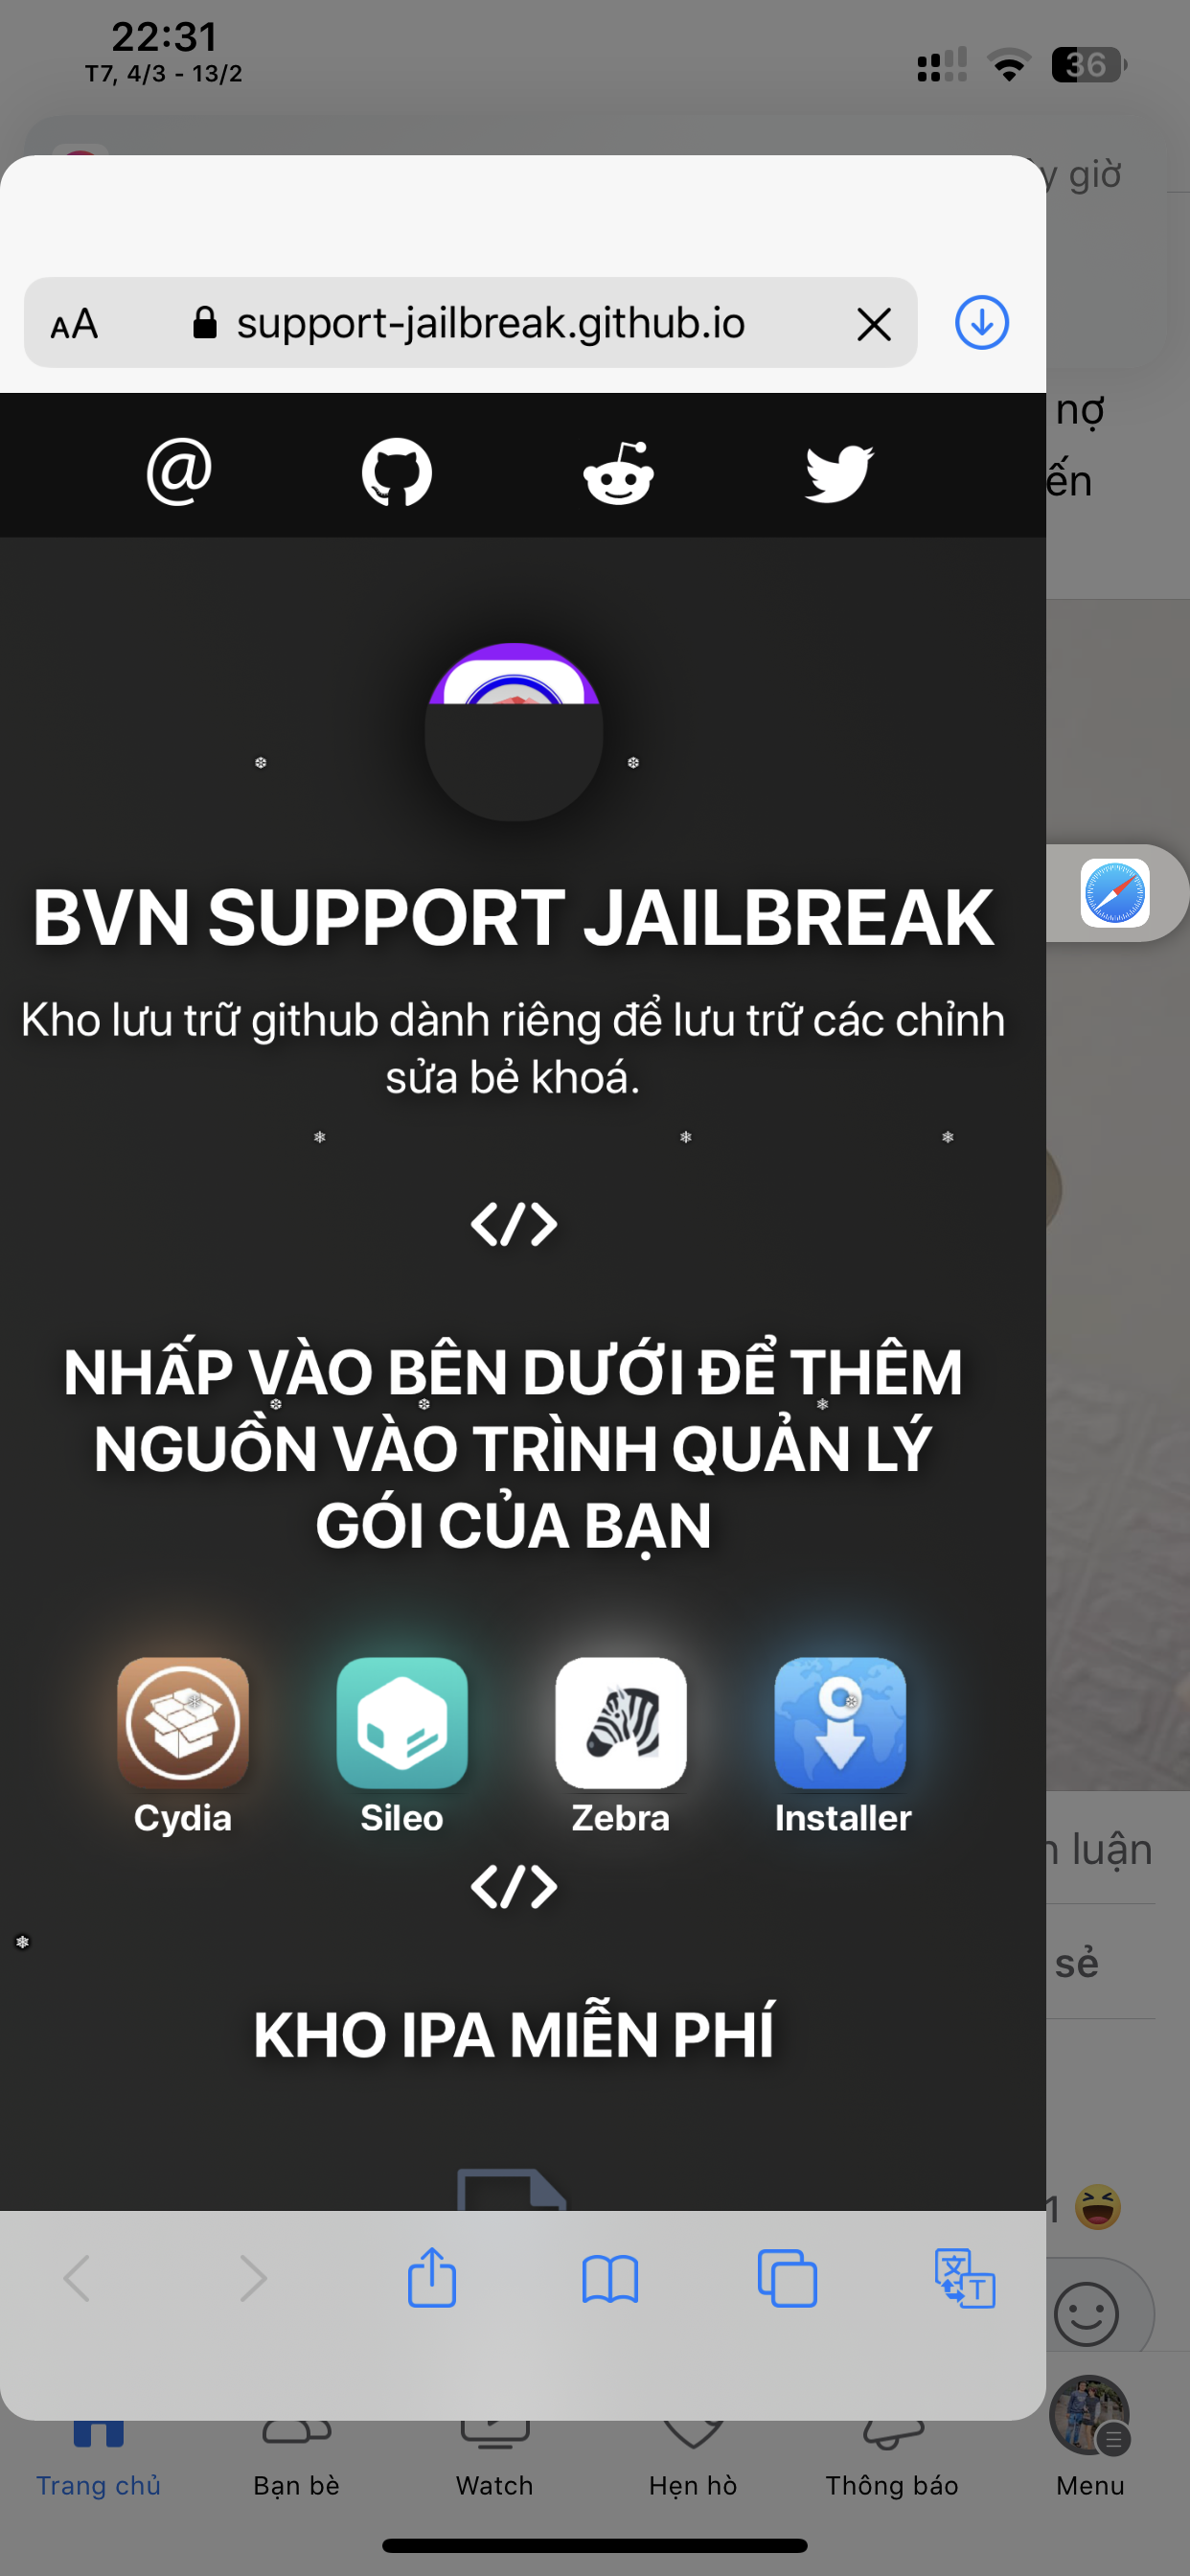 22:31
T7, 4/3 - 13/2
36
giờ
AA
support-jailbreak.github.io
nợ
BVN SUPPORT JAILBREAK
Kho lưu trữ github dành riêng để lưu trữ các chỉnh
sửa bẻ khoá.
</>
NHẤP VÀO BÊN DƯỚI ĐỂ THÊM
NGUỒN VÀO TRÌNH QUẢN LÝ
GÓI CỦA BẠN
Cydia Sileo Zebra Installer
</>
luận
sẻ
KHO IPA MIỄN PHÍ
1
Trang chủ Bạn bè Watch Hẹn hò Thông báo Menu